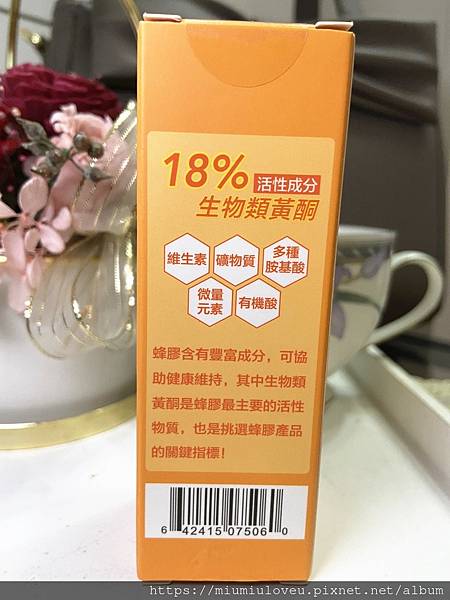 18%
活性成分
生物類黃酮
維生素
礦物質
多種
胺基酸
微量
元素
有機酸
蜂膠含有豐富成分，可協
助健康維持，其中生物類
黃酮是蜂膠最主要的活性
物質，也是挑選蜂膠產品
的關鍵指標！
6 42415 07506 0
https://miumiuloveu.pixnet.net/album